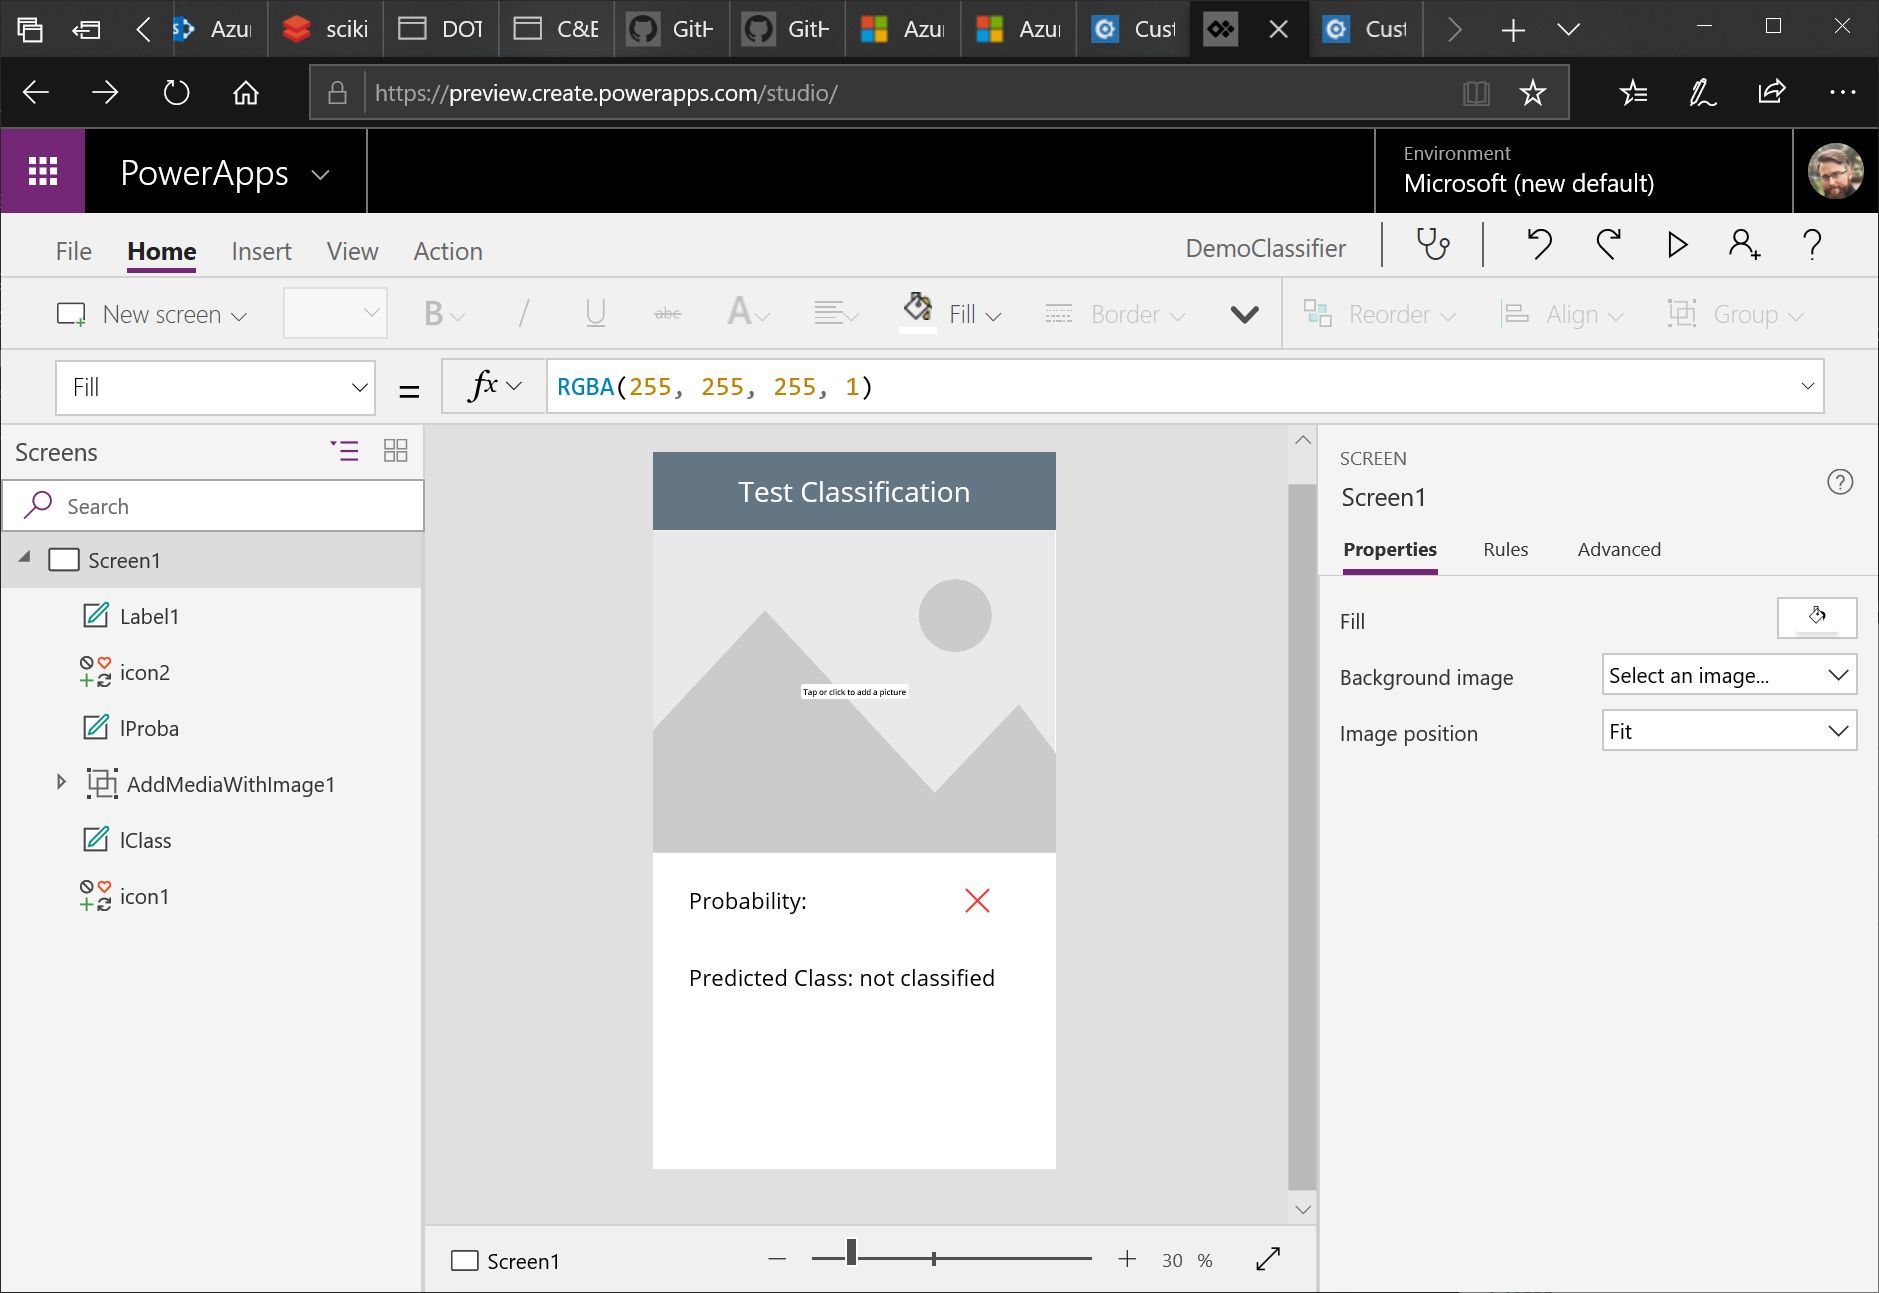 Azur
sciki
DOT
C&E
GitH
GitH
Azur
Azur
Cust
Cust
https://preview.create.powerapps.com/studio/
PowerApps
Environment
Microsoft (new default)
File Home Insert View Action
DemoClassifier
?
New screen
B / U abc A
Fill
Border
Reorder
Align
Group
Fill
=
fx
RGBA(255, 255, 255, 1)
Screens
Search
Screen1
Label1
icon2
lProba
AddMediaWithImage1
lClass
icon1
Test Classification
Tap or click to add a picture
Probability:
Predicted Class: not classified
Screen1
30 %
SCREEN
Screen1
?
Properties Rules Advanced
Fill
Background image
Select an image...
Image position
Fit